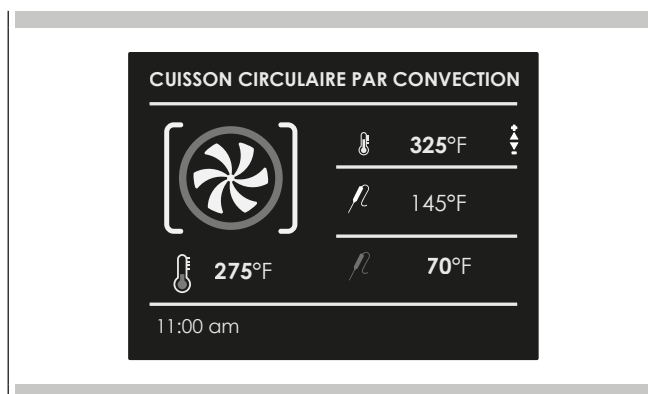 CUISSON CIRCULAIRE PAR CONVECTION
325°F
145°F
275°F
70°F
11:00 am